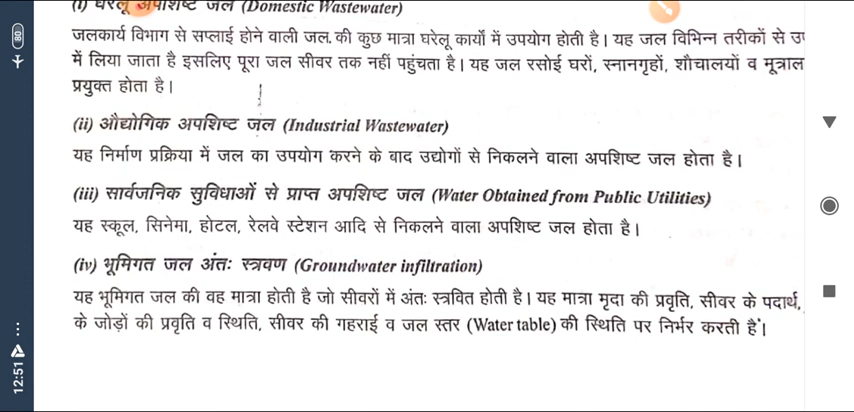 (i) घरेलू अपशिष्ट जल (Domestic Wastewater)
जलकार्य विभाग से सप्लाई होने वाली जल. की कुछ मात्रा घरेलू कार्यों में उपयोग होती है। यह जल विभिन्न तरीकों से उप
में लिया जाता है इसलिए पूरा जल सीवर तक नहीं पहुंचता है। यह जल रसोई घरों, स्नानगृहों, शौचालयों व मूत्राल
प्रयुक्त होता है।
(ii) औद्योगिक अपशिष्ट जल (Industrial Wastewater)
यह निर्माण प्रक्रिया में जल का उपयोग करने के बाद उद्योगों से निकलने वाला अपशिष्ट जल होता है।
(iii) सार्वजनिक सुविधाओं से प्राप्त अपशिष्ट जल (Water Obtained from Public Utilities)
यह स्कूल, सिनेमा, होटल, रेलवे स्टेशन आदि से निकलने वाला अपशिष्ट जल होता है।
(iv) भूमिगत जल अंतः स्त्रवण (Groundwater infiltration)
यह भूमिगत जल की वह मात्रा होती है जो सीवरों में अंतः स्त्रवित होती है। यह मात्रा मृदा की प्रवृति, सीवर के पदार्थ,
के जोड़ों की प्रवृति व स्थिति, सीवर की गहराई व जल स्तर (Water table) की स्थिति पर निर्भर करती है।
80
12:51